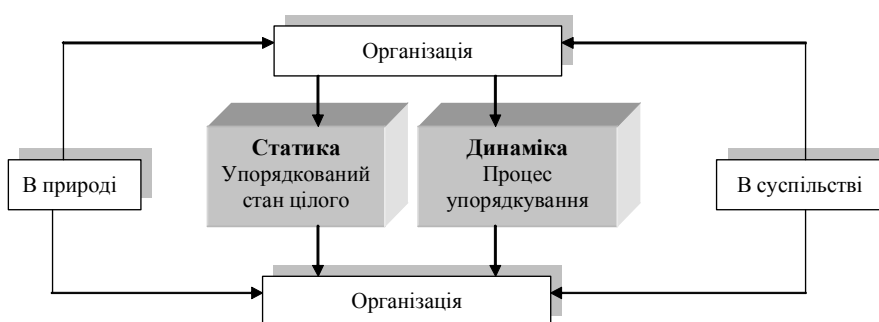 Організація
Статика
Упорядкований
стан цілого
Динаміка
Процес
упорядкування
В природі
В суспільстві
Організація